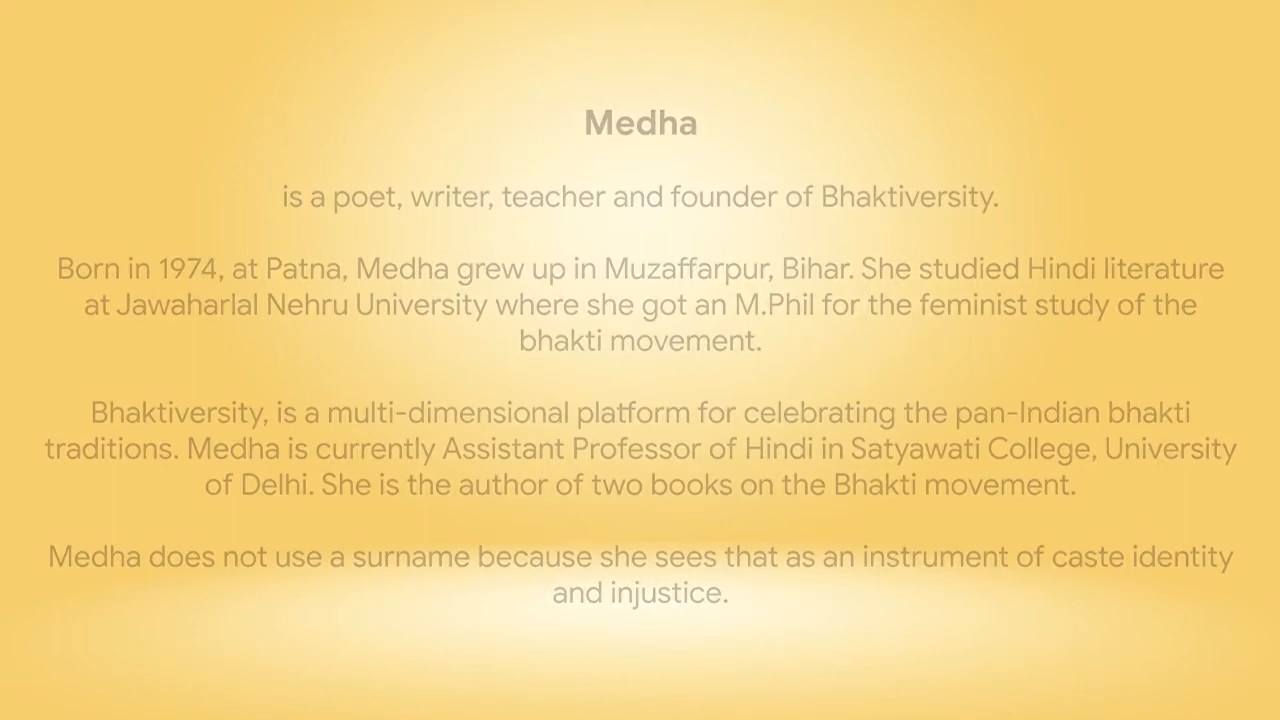 Medha
is a poet, writer, teacher and founder of Bhaktiversity.
Born in 1974, at Patna, Medha grew up in Muzaffarpur, Bihar. She studied Hindi literature
at Jawaharlal Nehru University where she got an M.Phil for the feminist study of the
bhakti movement.
Bhaktiversity, is a multi-dimensional platform for celebrating the pan-Indian bhakti
traditions. Medha is currently Assistant Professor of Hindi in Satyawati College, University
of Delhi. She is the author of two books on the Bhakti movement.
Medha does not use a surname because she sees that as an instrument of caste identity
and injustice.